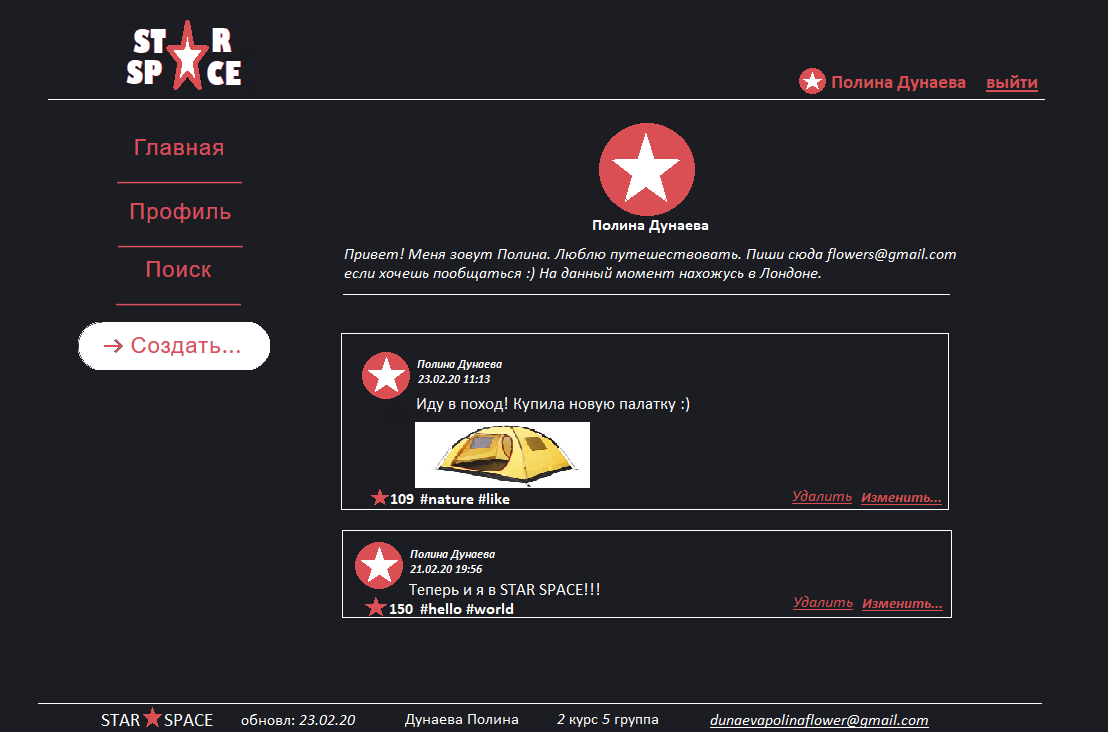 ST★R
SP★CE
Полина Дунаева выйти
Главная
Профиль
Поиск
→ Создать...
Полина Дунаева
Привет! Меня зовут Полина. Люблю путешествовать. Пиши сюда flowers@gmail.com
если хочешь пообщаться :) На данный момент нахожусь в Лондоне.
Полина Дунаева
23.02.20 11:13
Иду в поход! Купила новую палатку :)
★109 #nature #like Удалить Изменить...
Полина Дунаева
21.02.20 19:56
Теперь и я в STAR SPACE!!!
★150 #hello #world Удалить Изменить...
STAR★SPACE обновл: 23.02.20 Дунаева Полина 2 курс 5 группа dunaevapolinaflower@gmail.com